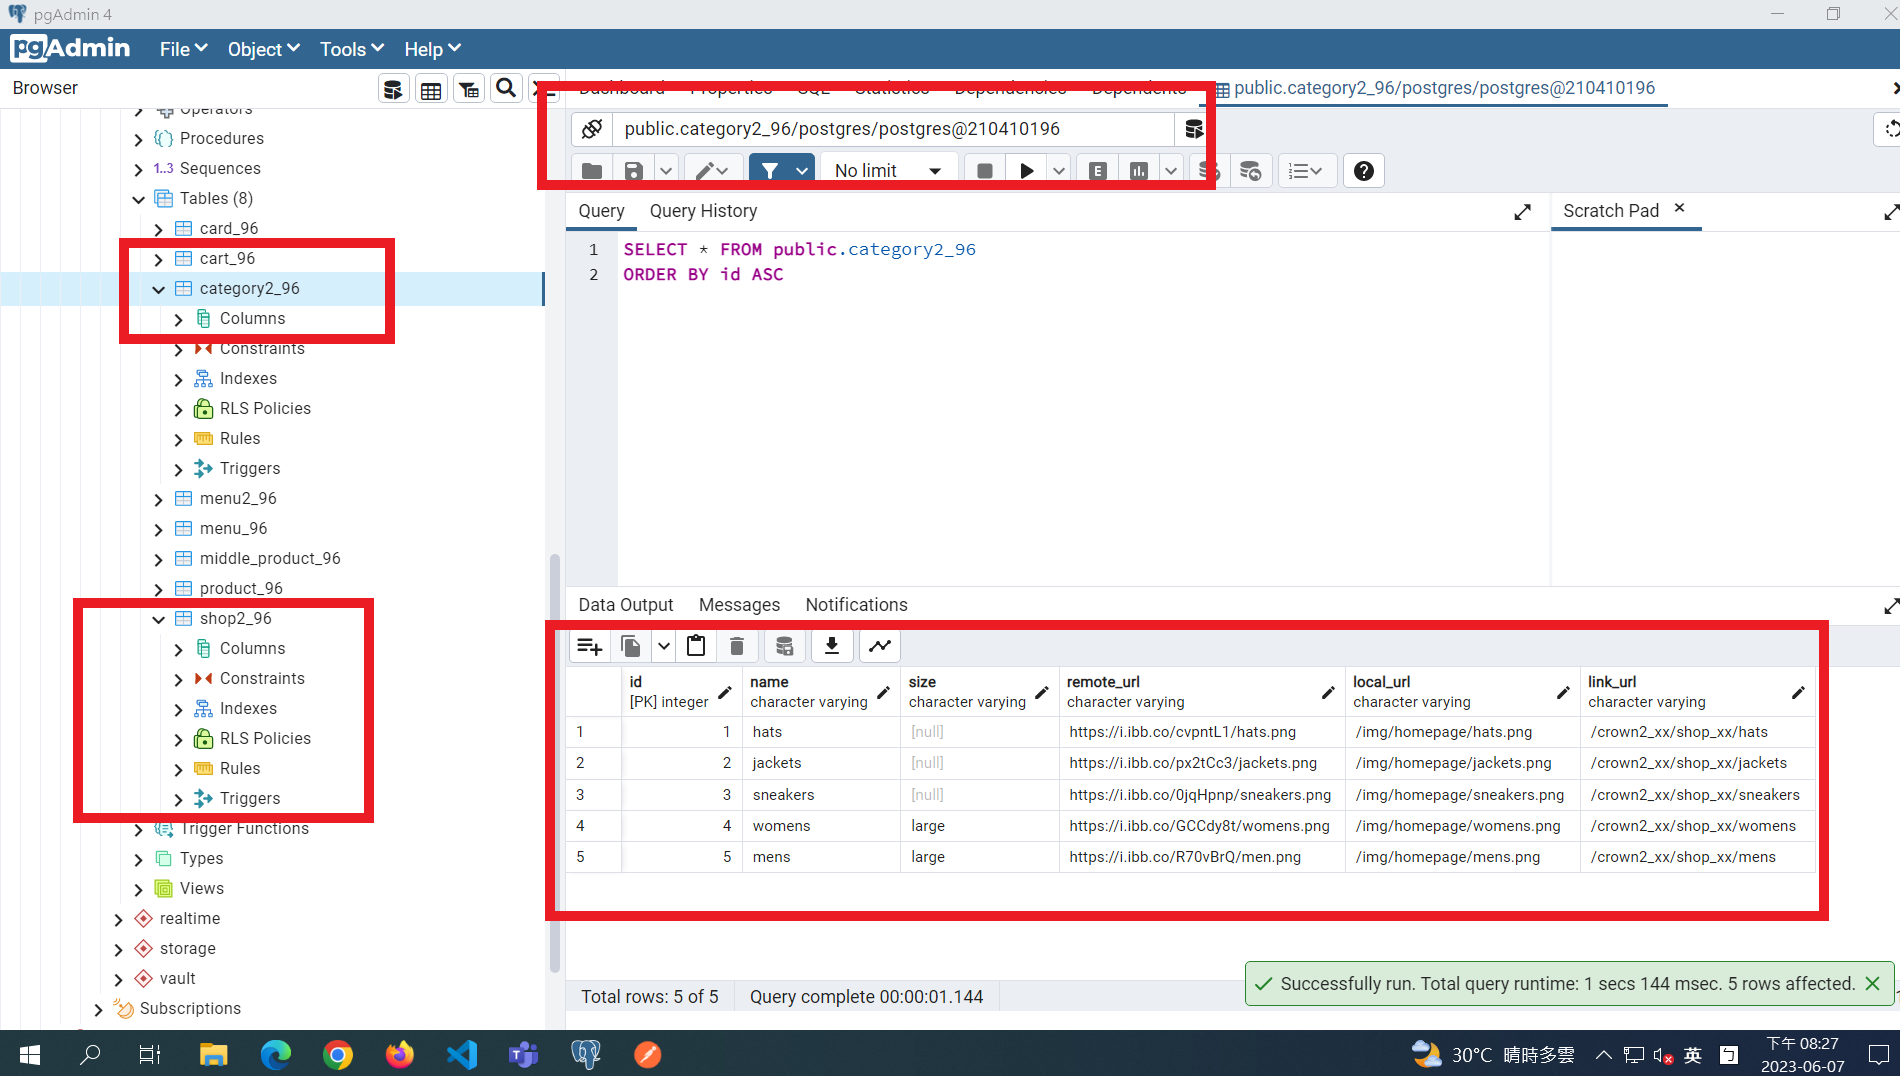 pgAdmin 4
pgAdmin File Object Tools Help
Browser
Dashboard Properties SQL Statistics Dependencies Dependents public.category2_96/postgres/postgres@210410196
public.category2_96/postgres/postgres@210410196
No limit
E
Query Query History
Scratch Pad
1 SELECT * FROM public.category2_96
2 ORDER BY id ASC
Operators
Procedures
1..3 Sequences
Tables (8)
card_96
cart_96
category2_96
Columns
Constraints
Indexes
RLS Policies
Rules
Triggers
menu2_96
menu_96
middle_product_96
product_96
shop2_96
Columns
Constraints
Indexes
RLS Policies
Rules
Triggers
Trigger Functions
Types
Views
realtime
storage
vault
Subscriptions
Data Output Messages Notifications
id name size remote_url local_url link_url
[PK] integer character varying character varying character varying character varying character varying
1 1 hats [null] https://i.ibb.co/cvpntL1/hats.png /img/homepage/hats.png /crown2_xx/shop_xx/hats
2 2 jackets [null] https://i.ibb.co/px2tCc3/jackets.png /img/homepage/jackets.png /crown2_xx/shop_xx/jackets
3 3 sneakers [null] https://i.ibb.co/0jqHpnp/sneakers.png /img/homepage/sneakers.png /crown2_xx/shop_xx/sneakers
4 4 womens large https://i.ibb.co/GCCdy8t/womens.png /img/homepage/womens.png /crown2_xx/shop_xx/womens
5 5 mens large https://i.ibb.co/R70vBrQ/men.png /img/homepage/mens.png /crown2_xx/shop_xx/mens
Successfully run. Total query runtime: 1 secs 144 msec. 5 rows affected.
Total rows: 5 of 5 Query complete 00:00:01.144
30°C 晴時多雲 英 下午 08:27
2023-06-07